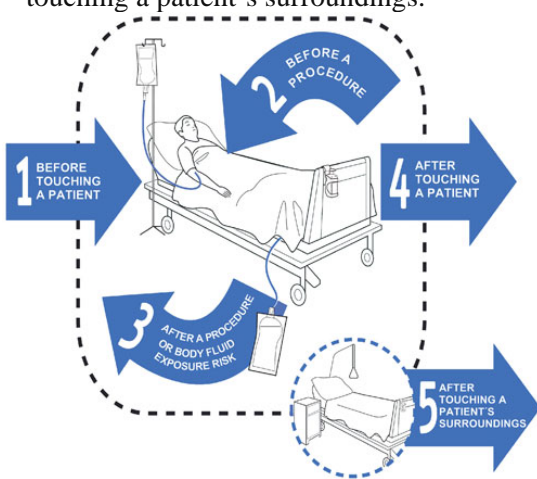 touching a patient's surroundings.
1 BEFORE
TOUCHING
A PATIENT
2 BEFORE A
PROCEDURE
3 AFTER A PROCEDURE
OR BODY FLUID
EXPOSURE RISK
4 AFTER
TOUCHING
A PATIENT
5 AFTER
TOUCHING A
PATIENT'S
SURROUNDINGS